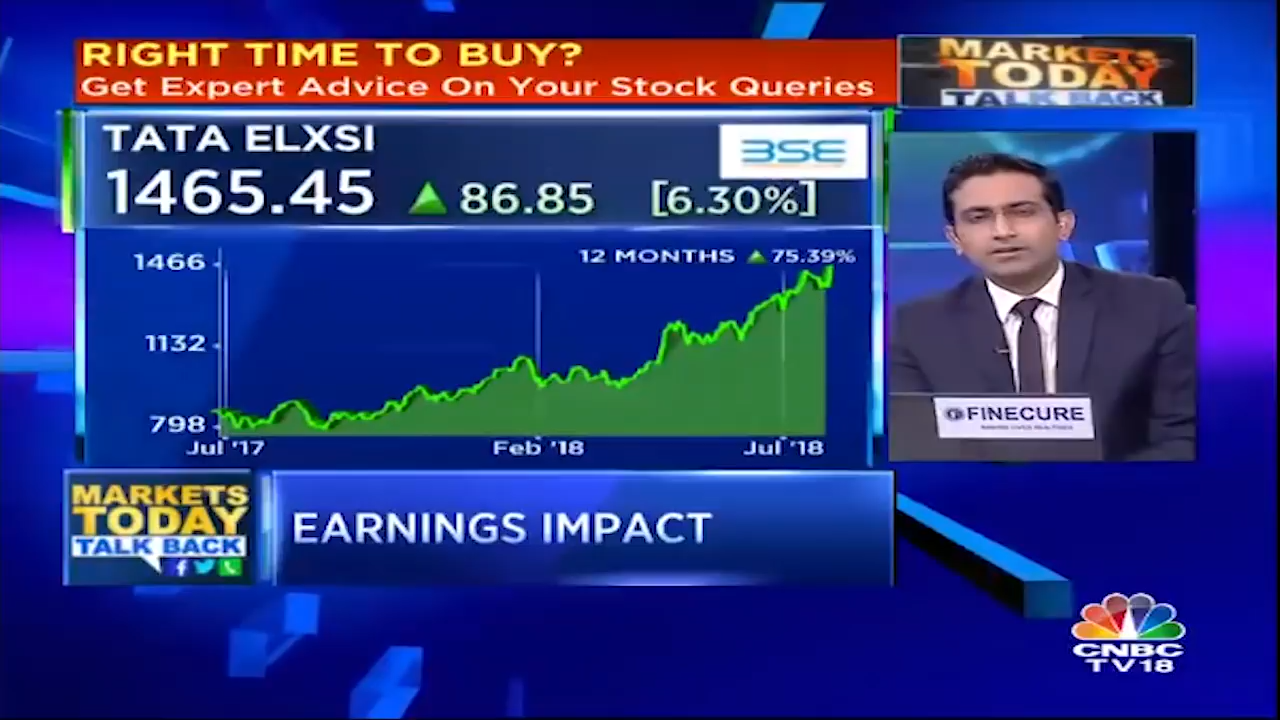 RIGHT TIME TO BUY?
Get Expert Advice On Your Stock Queries
MARKETS
TODAY
TALK BACK
TATA ELXSI
BSE
1465.45 ▲ 86.85 [6.30%]
12 MONTHS ▲ 75.39%
1466
1132
798
Jul '17 Feb '18 Jul '18
FINECURE
MARKETS
TODAY
TALK BACK
EARNINGS IMPACT
CNBC
TV18